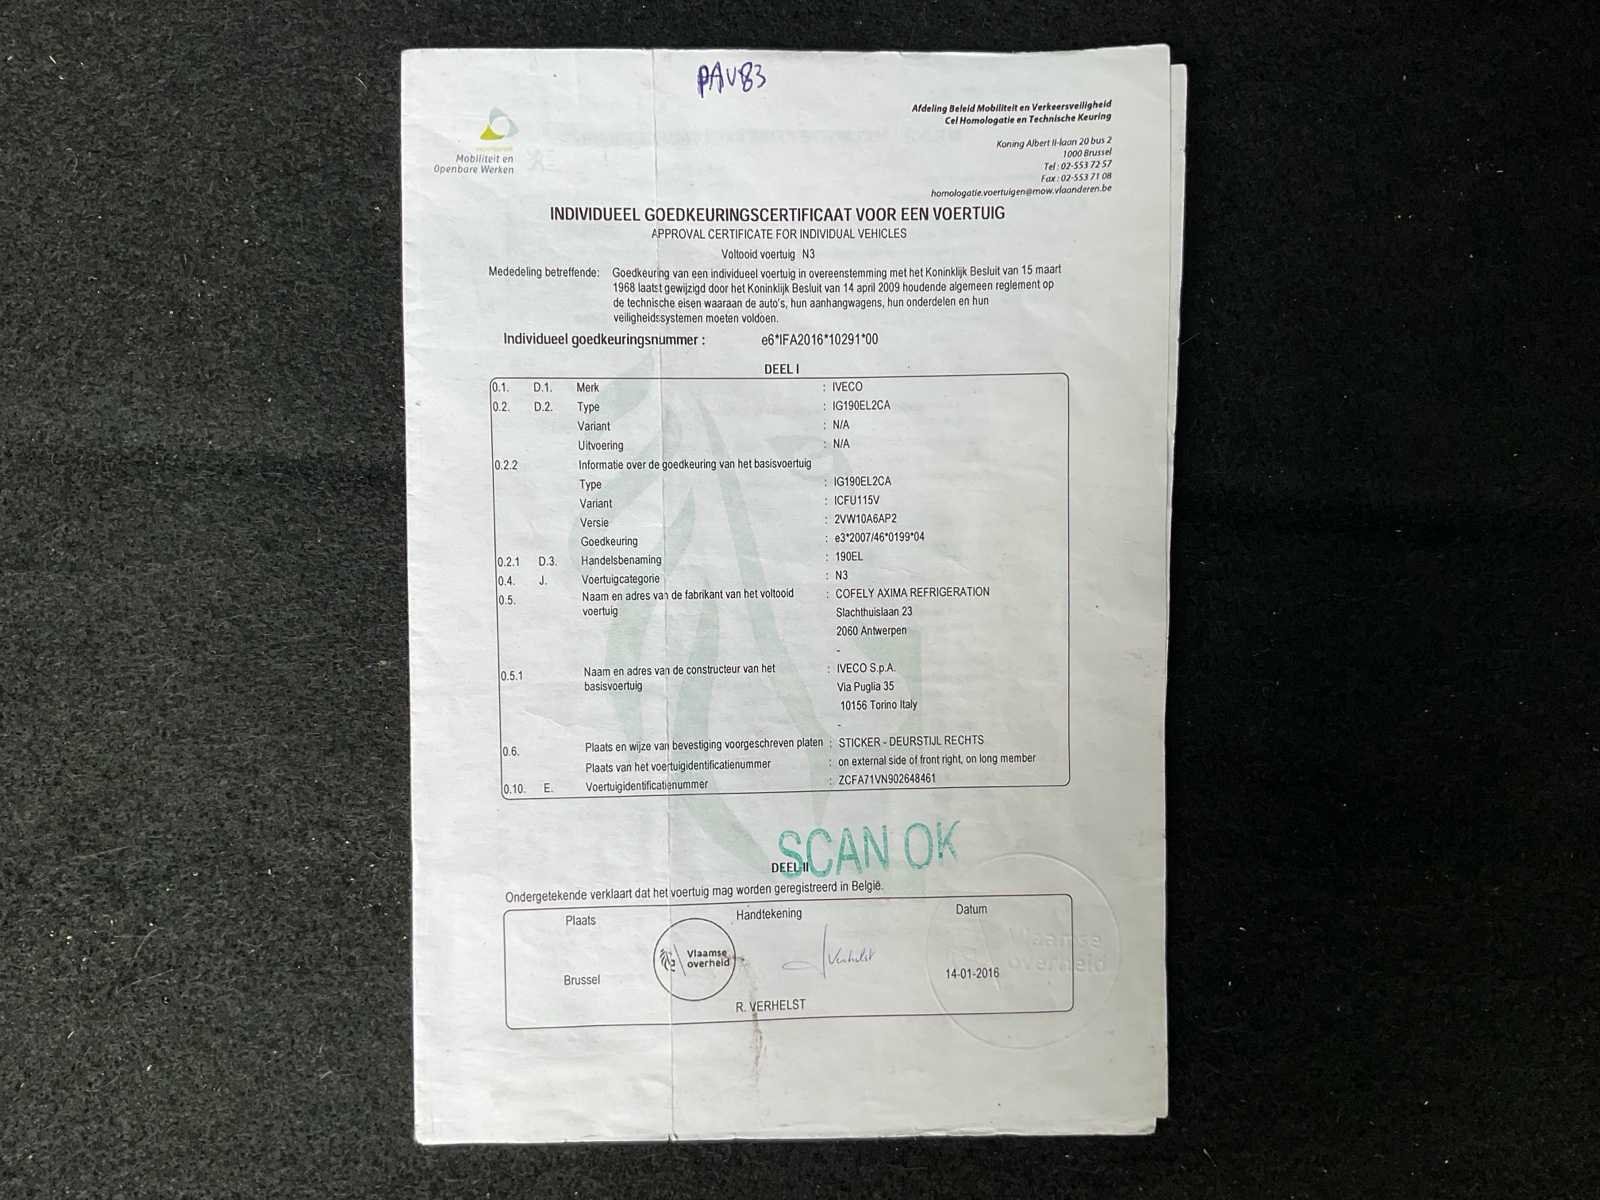 PAV83
Mobiliteit en
Openbare Werken
Afdeling Beleid Mobiliteit en Verkeersveiligheid
Cel Homologatie en Technische Keuring
Koning Albert II-laan 20 bus 2
1000 Brussel
Tel : 02-553 72 57
Fax : 02-553 71 08
homologatie.voertuigen@mow.vlaanderen.be
INDIVIDUEEL GOEDKEURINGSCERTIFICAAT VOOR EEN VOERTUIG
APPROVAL CERTIFICATE FOR INDIVIDUAL VEHICLES
Voltooid voertuig N3
Mededeling betreffende: Goedkeuring van een individueel voertuig in overeenstemming met het Koninklijk Besluit van 15 maart
1968 laatst gewijzigd door het Koninklijk Besluit van 14 april 2009 houdende algemeen reglement op
de technische eisen waaraan de auto's, hun aanhangwagens, hun onderdelen en hun
veiligheidssystemen moeten voldoen.
Individueel goedkeuringsnummer : e6*IFA2016*10291*00
DEEL I
0.1. D.1. Merk : IVECO
0.2. D.2. Type : IG190EL2CA
Variant : N/A
Uitvoering : N/A
0.2.2 Informatie over de goedkeuring van het basisvoertuig
Type : IG190EL2CA
Variant : ICFU115V
Versie : 2VW10A6AP2
Goedkeuring : e3*2007/46*0199*04
0.2.1 D.3. Handelsbenaming : 190EL
0.4. J. Voertuigcategorie : N3
0.5. Naam en adres van de fabrikant van het voltooid : COFELY AXIMA REFRIGERATION
voertuig Slachthuislaan 23
2060 Antwerpen
-
0.5.1 Naam en adres van de constructeur van het : IVECO S.p.A.
basisvoertuig Via Puglia 35
10156 Torino Italy
-
0.6. Plaats en wijze van bevestiging voorgeschreven platen : STICKER - DEURSTIJL RECHTS
Plaats van het voertuigidentificatienummer : on external side of front right, on long member
0.10. E. Voertuigidentificatienummer : ZCFA71VN902648461
SCAN OK
DEEL II
Ondergetekende verklaart dat het voertuig mag worden geregistreerd in België.
Plaats Handtekening Datum
Vlaamse
overheid
Verhelst
Vlaamse
overheid
Brussel 14-01-2016
R. VERHELST